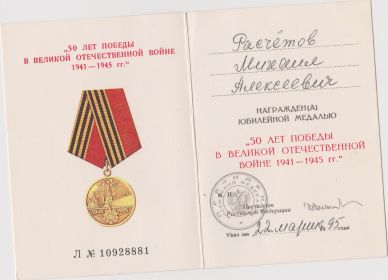 „50 ЛЕТ ПОБЕДЫ
В ВЕЛИКОЙ ОТЕЧЕСТВЕННОЙ ВОЙНЕ
1941—1945 гг.“
Л № 10928881
Расчётов
Михаил
Алексеевич
НАГРАЖДЕН(А)
ЮБИЛЕЙНОЙ МЕДАЛЬЮ
„50 ЛЕТ ПОБЕДЫ
В ВЕЛИКОЙ ОТЕЧЕСТВЕННОЙ
ВОЙНЕ 1941—1945 гг.“
Президент
Российской Федерации
Указ от 22 марта 95 года